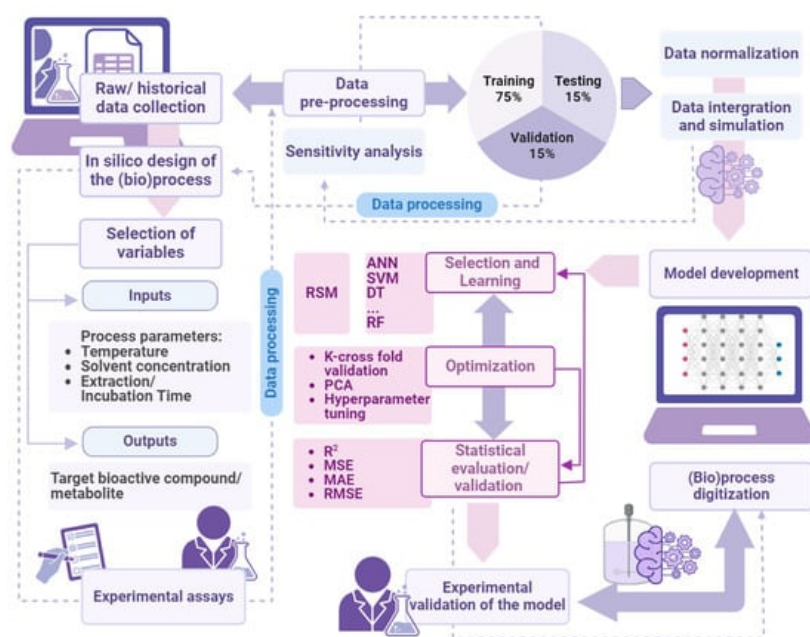 Raw/ historical
data collection
Data
pre-processing
Training
75%
Testing
15%
Validation
15%
Data normalization
Data intergration
and simulation
Sensitivity analysis
In silico design of
the (bio)process
Data processing
Selection of
variables
Inputs
Process parameters:
• Temperature
• Solvent concentration
• Extraction/
Incubation Time
Outputs
Target bioactive compound/
metabolite
Experimental assays
Data processing
RSM
ANN
SVM
DT
...
RF
Selection and
Learning
Model development
• K-cross fold
validation
• PCA
• Hyperparameter
tuning
Optimization
• R²
• MSE
• MAE
• RMSE
Statistical
evaluation/
validation
(Bio)process
digitization
Experimental
validation of the model